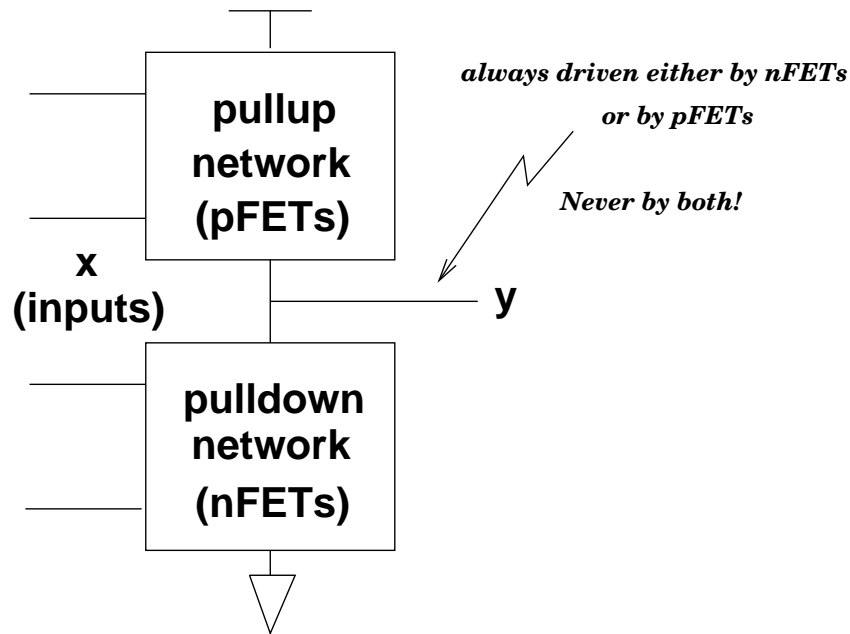 pullup
network
(pFETs)
always driven either by nFETs
or by pFETs
Never by both!
x
(inputs)
y
pulldown
network
(nFETs)